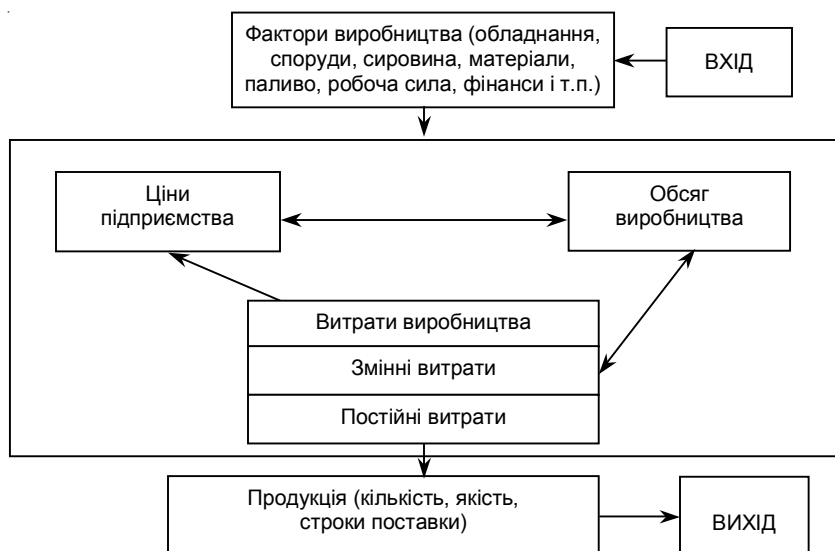 Фактори виробництва (обладнання,
споруди, сировина, матеріали,
паливо, робоча сила, фінанси і т.п.)
ВХІД
Ціни
підприємства
Обсяг
виробництва
Витрати виробництва
Змінні витрати
Постійні витрати
Продукція (кількість, якість,
строки поставки)
ВИХІД